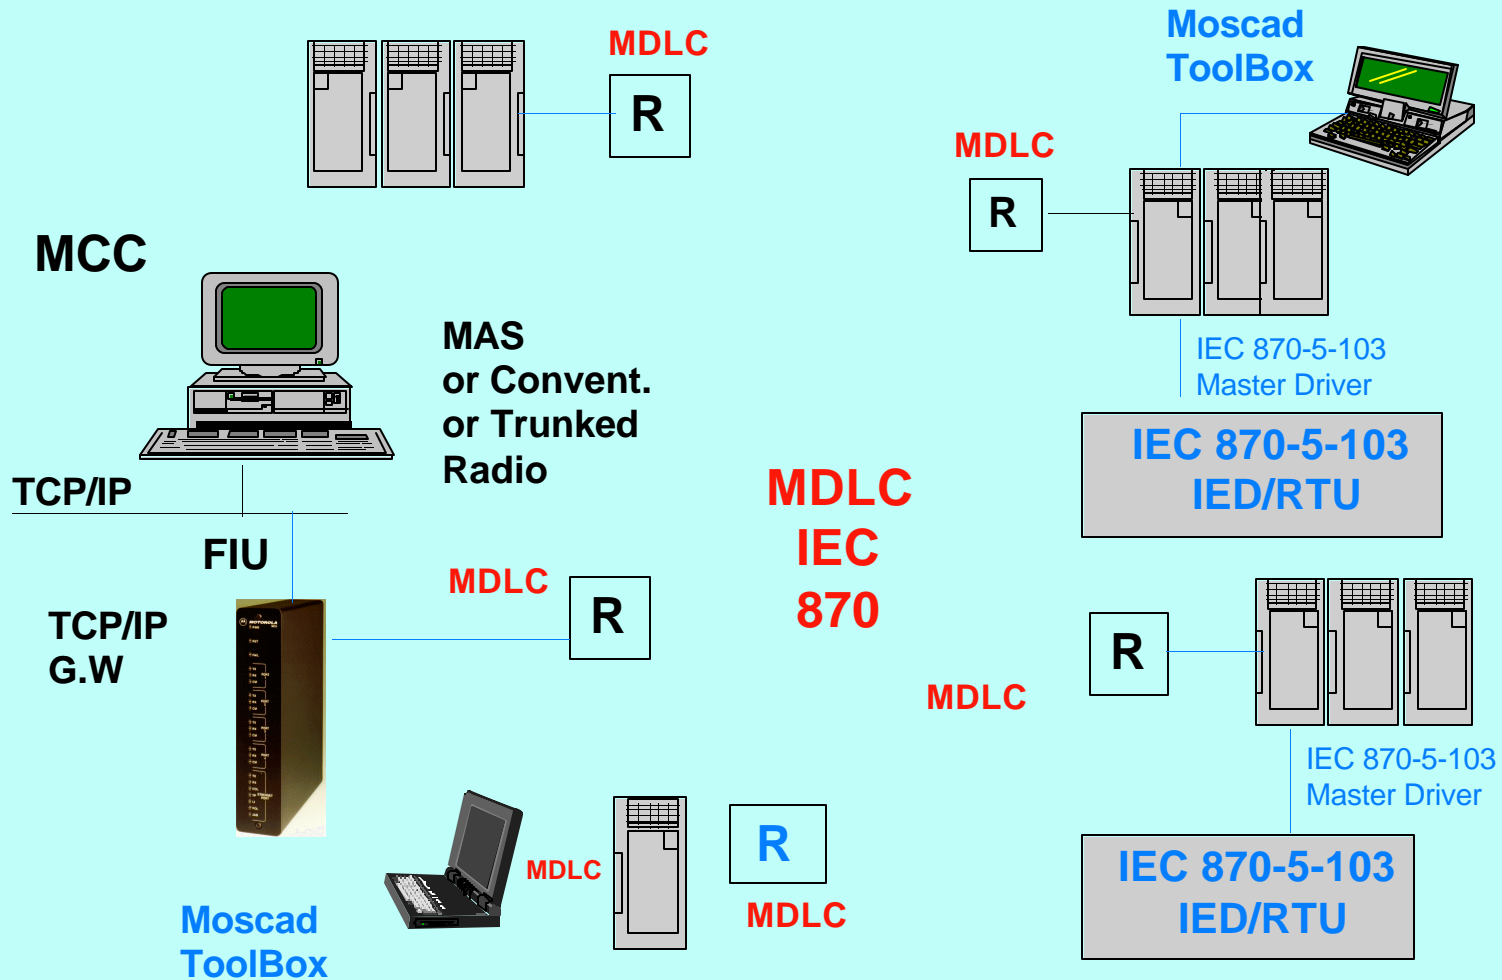 MDLC
R
Moscad
ToolBox
MDLC
R
MCC
MAS
or Convent.
or Trunked
Radio
IEC 870-5-103
Master Driver
IEC 870-5-103
IED/RTU
TCP/IP
MDLC
IEC
870
FIU
MDLC
R
TCP/IP
G.W
MOTOROLA
R
MDLC
IEC 870-5-103
Master Driver
MDLC
R
MDLC
IEC 870-5-103
IED/RTU
Moscad
ToolBox